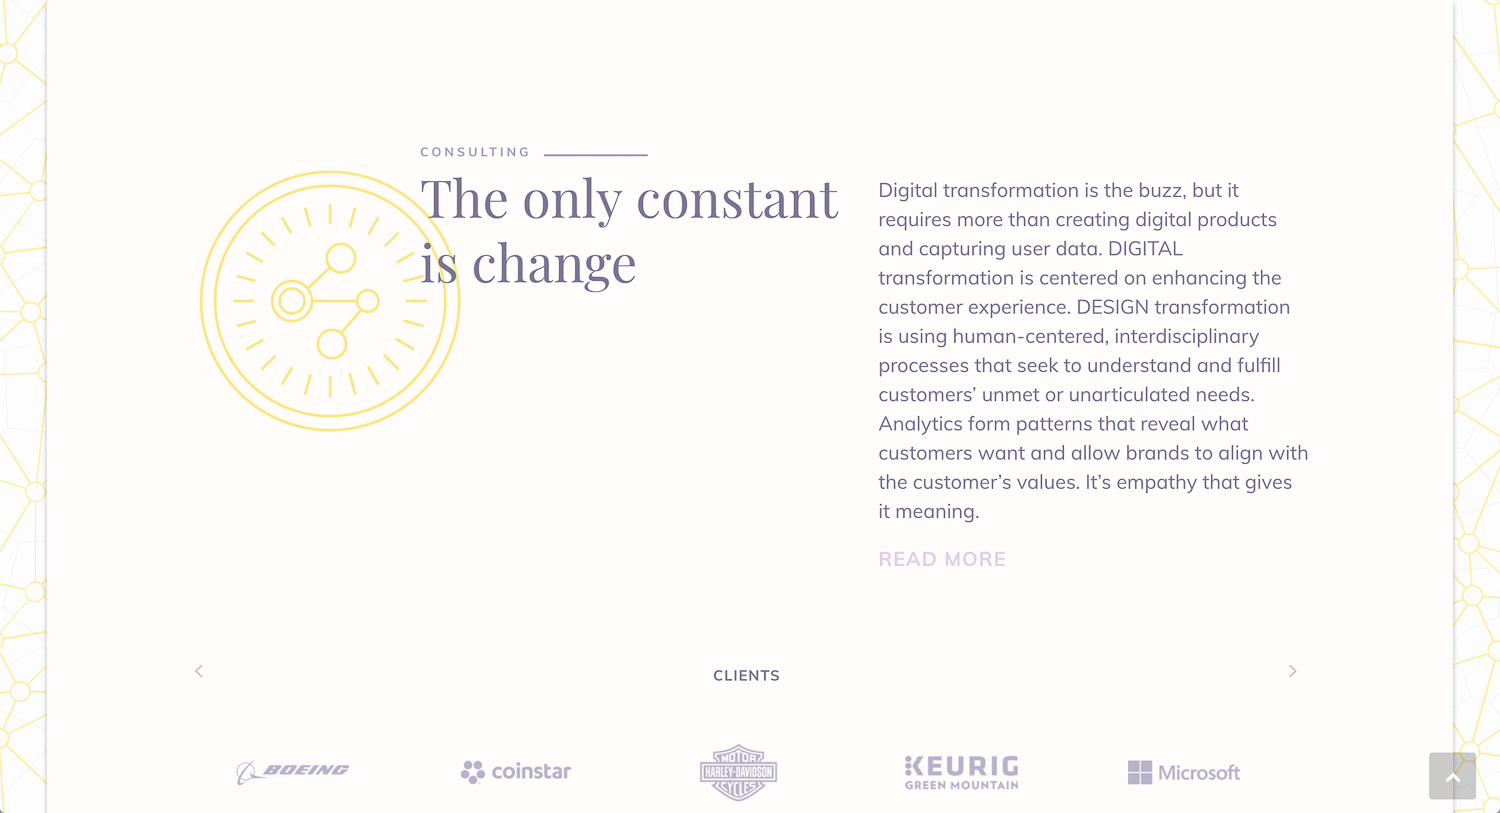 CONSULTING
The only constant
is change
Digital transformation is the buzz, but it
requires more than creating digital products
and capturing user data. DIGITAL
transformation is centered on enhancing the
customer experience. DESIGN transformation
is using human-centered, interdisciplinary
processes that seek to understand and fulfill
customers’ unmet or unarticulated needs.
Analytics form patterns that reveal what
customers want and allow brands to align with
the customer’s values. It’s empathy that gives
it meaning.
READ MORE
CLIENTS
BOEING
coinstar
MOTOR
HARLEY-DAVIDSON
CYCLES
KEURIG
GREEN MOUNTAIN
Microsoft